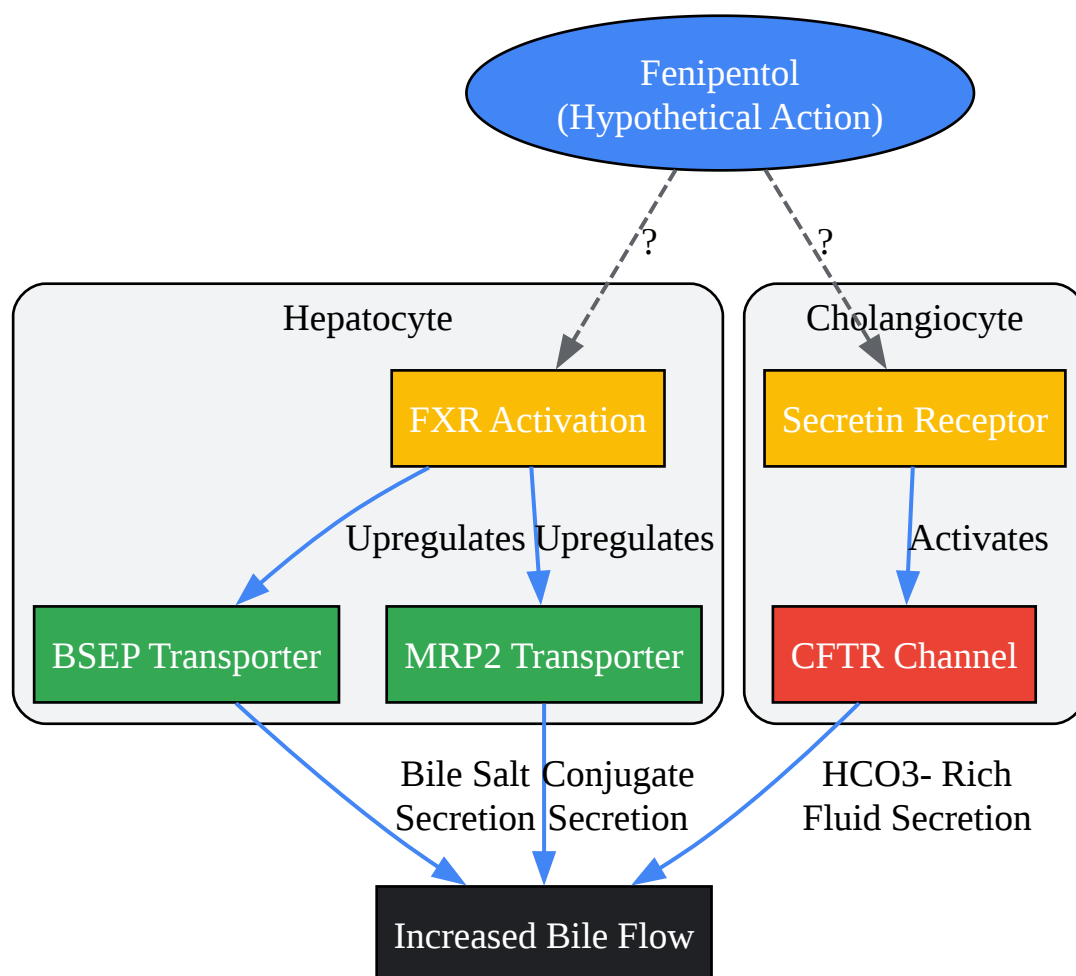 Fenipentol
(Hypothetical Action)
?
?
Hepatocyte
Cholangiocyte
FXR Activation
Secretin Receptor
Upregulates
Upregulates
Activates
BSEP Transporter
MRP2 Transporter
CFTR Channel
Bile Salt
Secretion
Conjugate
Secretion
HCO3- Rich
Fluid Secretion
Increased Bile Flow